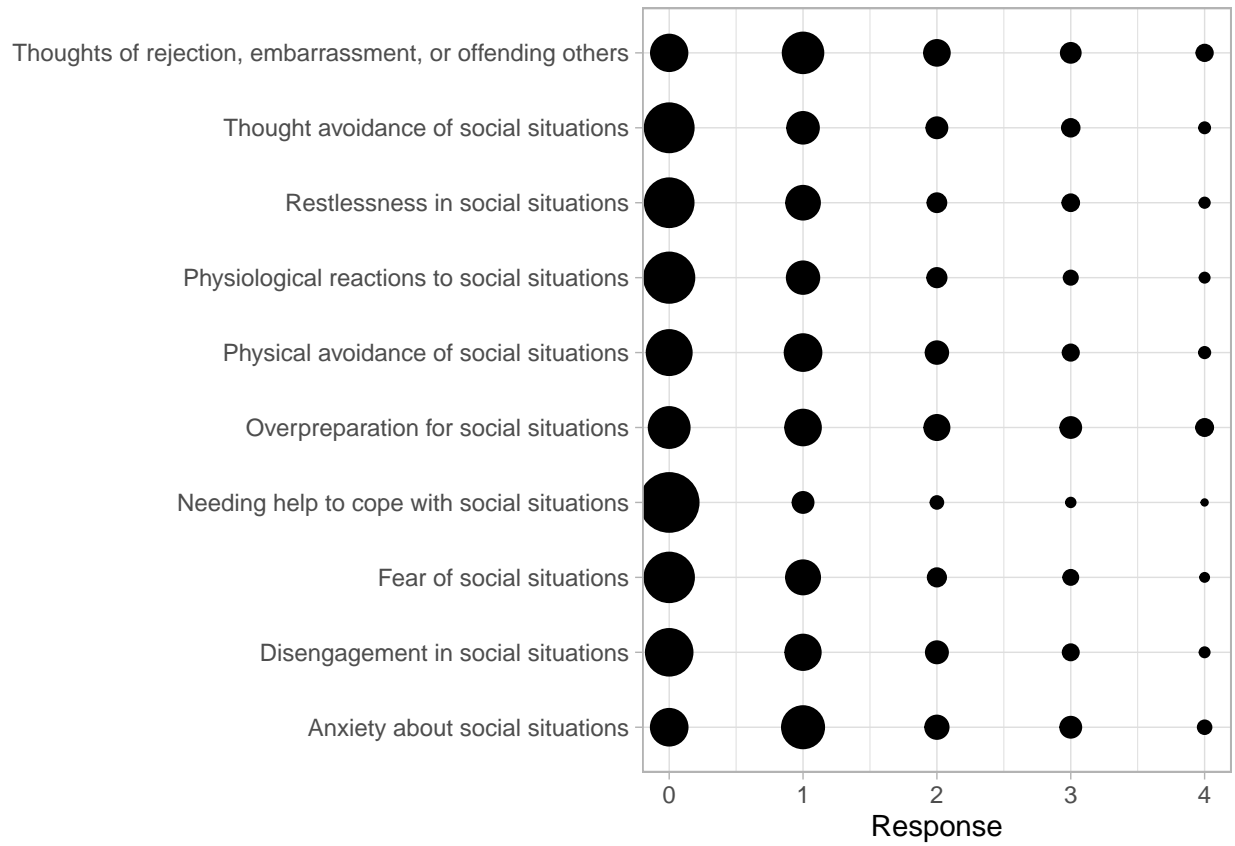 Thoughts of rejection, embarrassment, or offending others
Thought avoidance of social situations
Restlessness in social situations
Physiological reactions to social situations
Physical avoidance of social situations
Overpreparation for social situations
Needing help to cope with social situations
Fear of social situations
Disengagement in social situations
Anxiety about social situations
0 1 2 3 4
Response